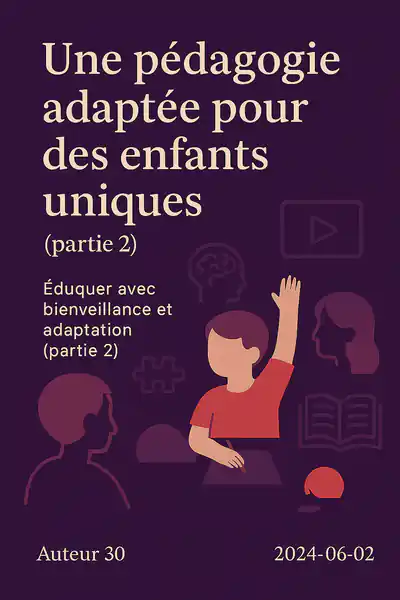 Une pédagogie
adaptée pour
des enfants
uniques
(partie 2)
Éduquer avec
bienveillance et
adaptation
(partie 2)
Auteur 30
2024-06-02